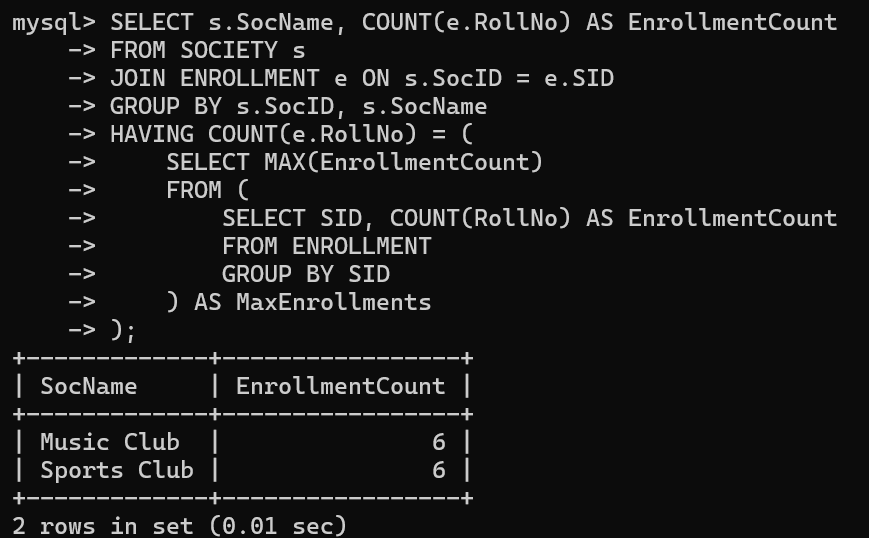 mysql> SELECT s.SocName, COUNT(e.RollNo) AS EnrollmentCount
    -> FROM SOCIETY s
    -> JOIN ENROLLMENT e ON s.SocID = e.SID
    -> GROUP BY s.SocID, s.SocName
    -> HAVING COUNT(e.RollNo) = (
    ->     SELECT MAX(EnrollmentCount)
    ->     FROM (
    ->         SELECT SID, COUNT(RollNo) AS EnrollmentCount
    ->         FROM ENROLLMENT
    ->         GROUP BY SID
    ->     ) AS MaxEnrollments
    -> );
+-------------+-----------------+
| SocName     | EnrollmentCount |
+-------------+-----------------+
| Music Club  |               6 |
| Sports Club |               6 |
+-------------+-----------------+
2 rows in set (0.01 sec)